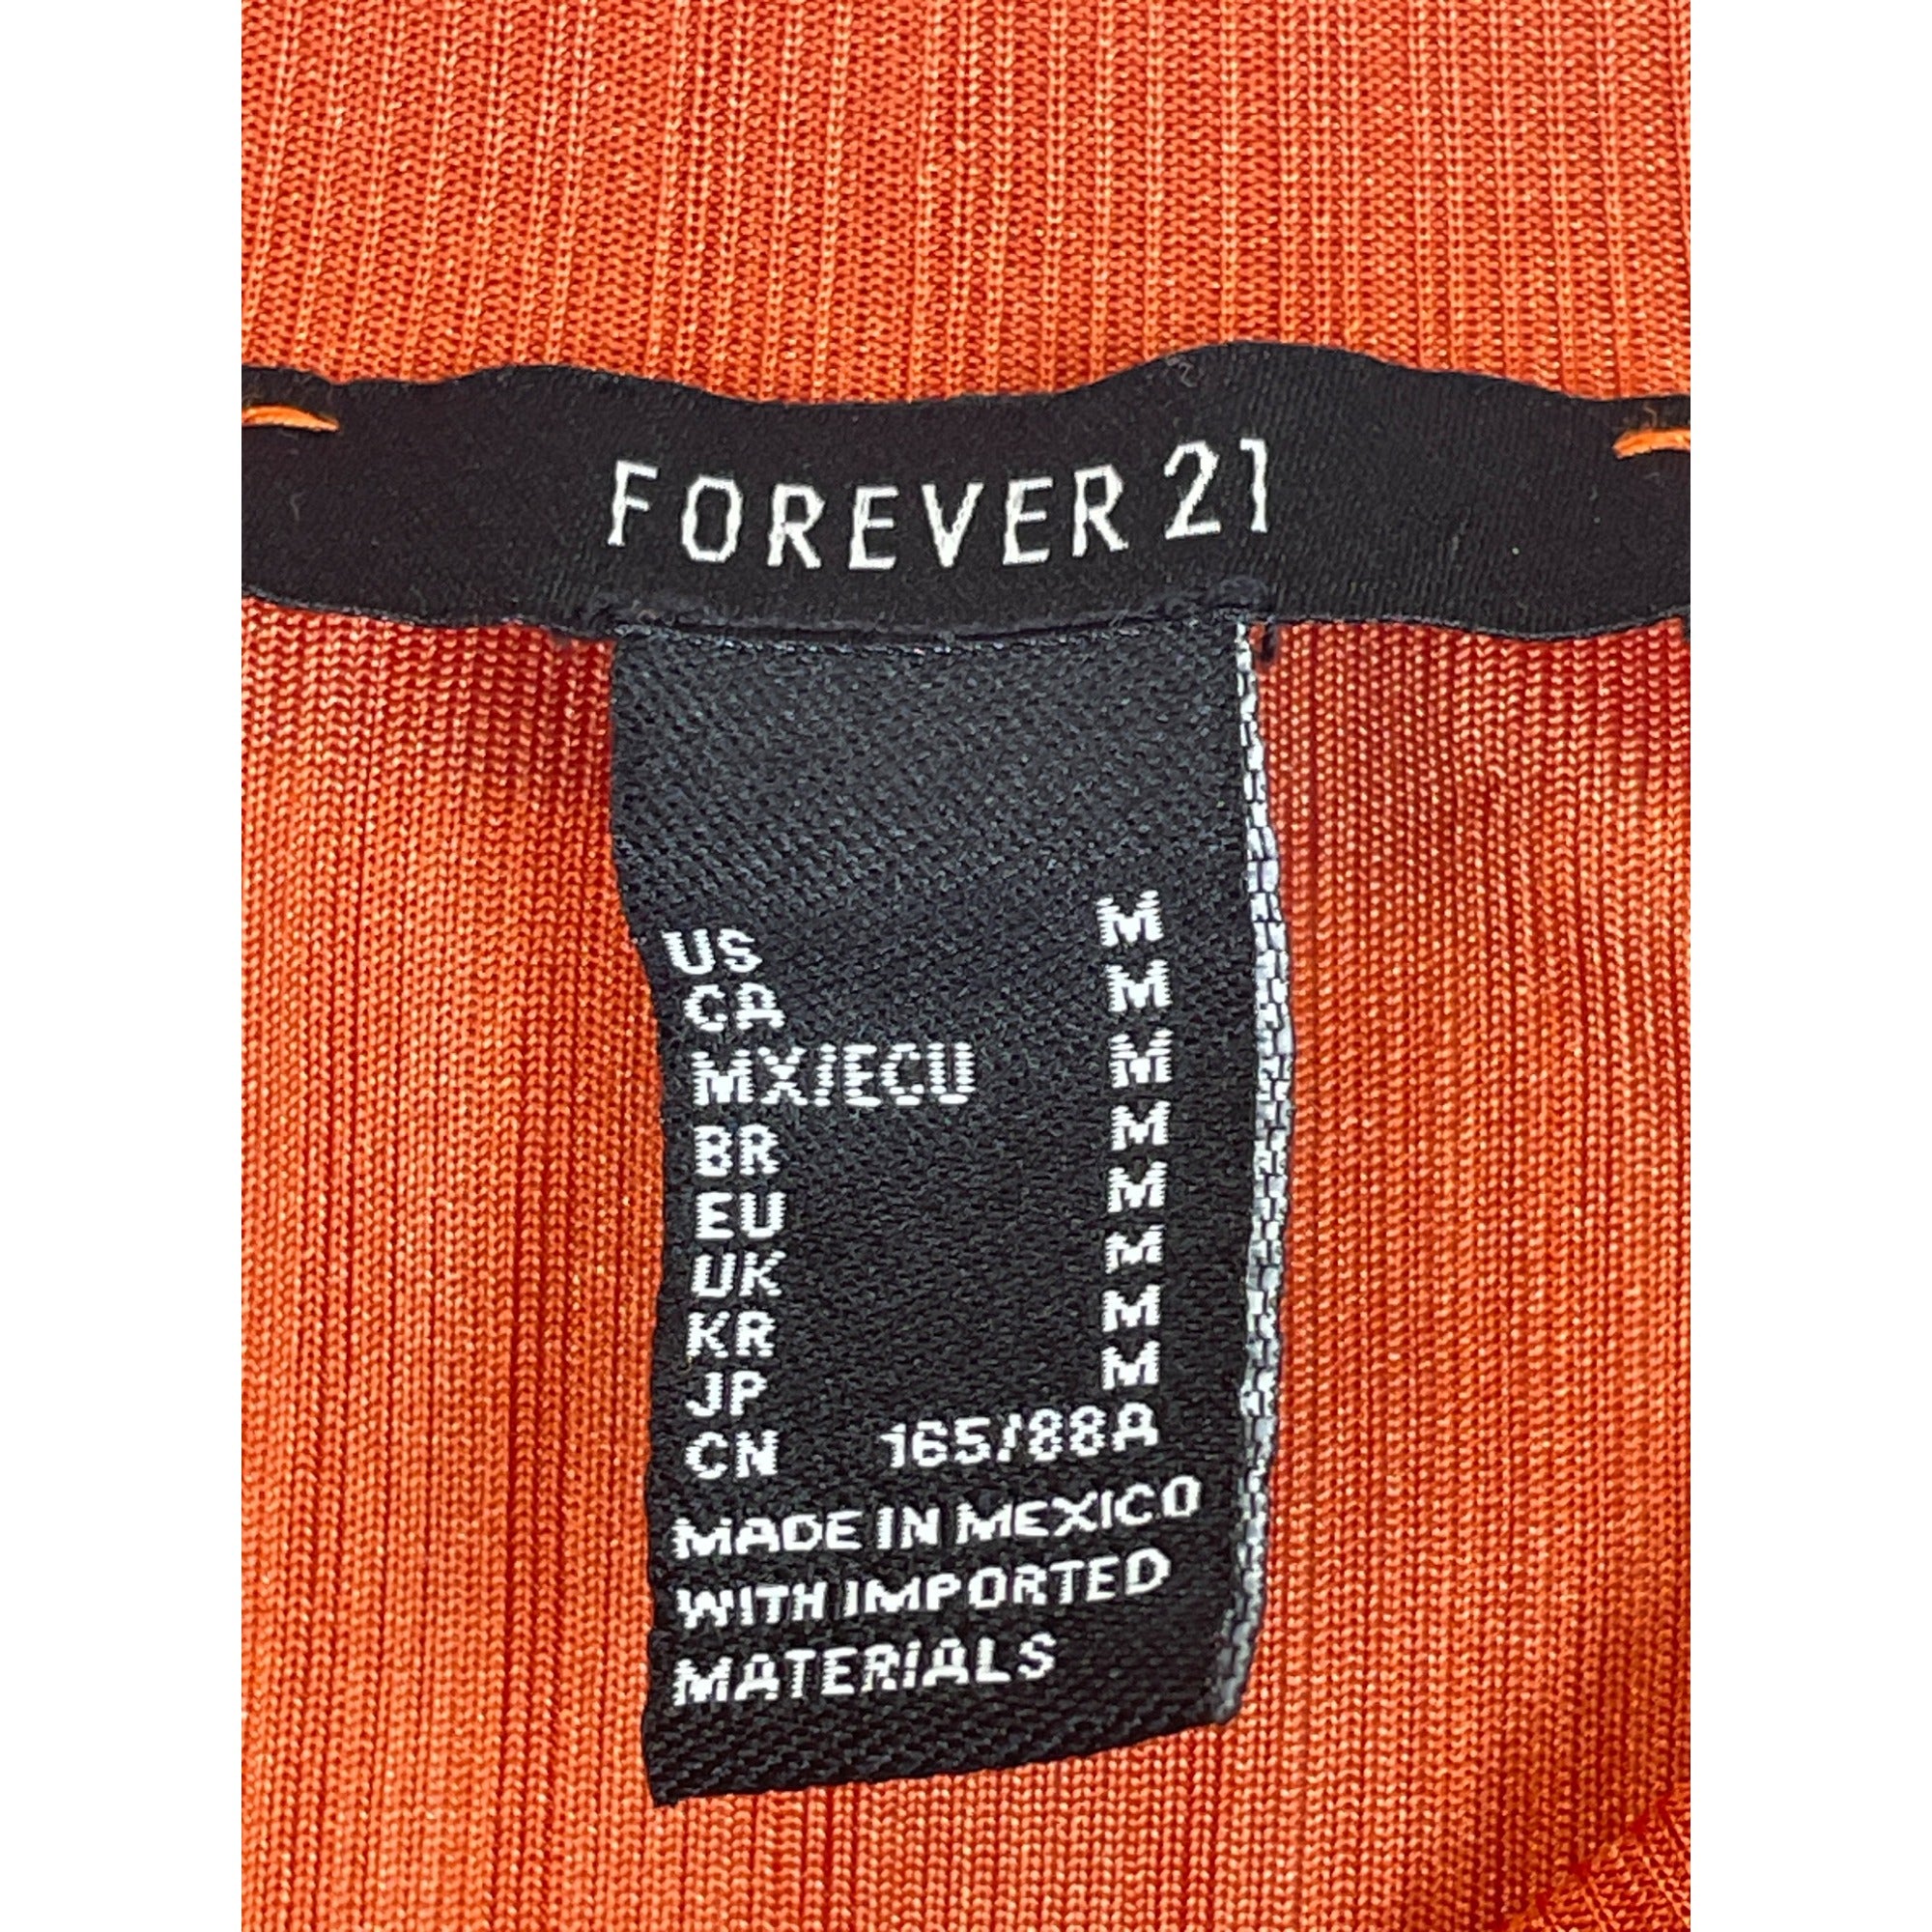 FOREVER 21
US M
CA M
MX/ECU M
BR M
EU M
UK M
KR M
JP M
CN 165/88A
MADE IN MEXICO
WITH IMPORTED
MATERIALS